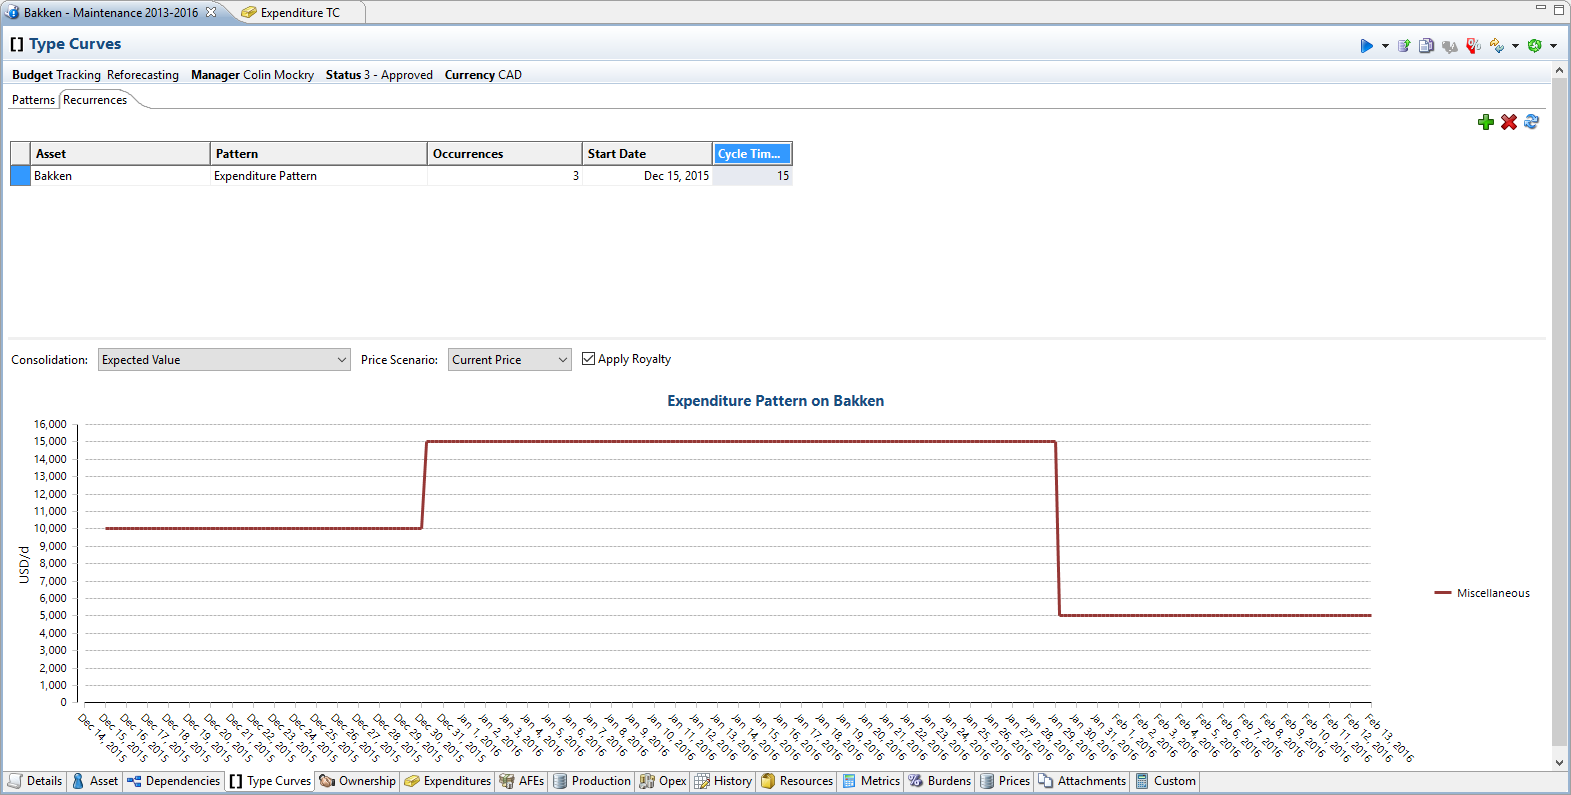 Bakken - Maintenance 2013-2016 Expenditure TC
[] Type Curves
Budget Tracking Reforecasting Manager Colin Mockry Status 3 - Approved Currency CAD
Patterns Recurrences
Asset Pattern Occurrences Start Date Cycle Tim...
Bakken Expenditure Pattern 3 Dec 15, 2015 15
Consolidation: Expected Value Price Scenario: Current Price Apply Royalty
Expenditure Pattern on Bakken
16,000
15,000
14,000
13,000
12,000
11,000
10,000
9,000
8,000
7,000
6,000
5,000
4,000
3,000
2,000
1,000
0
USD/d
Miscellaneous
Dec 14, 2015
Dec 15, 2015
Dec 16, 2015
Dec 17, 2015
Dec 18, 2015
Dec 19, 2015
Dec 20, 2015
Dec 21, 2015
Dec 22, 2015
Dec 23, 2015
Dec 24, 2015
Dec 25, 2015
Dec 26, 2015
Dec 27, 2015
Dec 28, 2015
Dec 29, 2015
Dec 30, 2015
Dec 31, 2015
Jan 1, 2016
Jan 2, 2016
Jan 3, 2016
Jan 4, 2016
Jan 5, 2016
Jan 6, 2016
Jan 7, 2016
Jan 8, 2016
Jan 9, 2016
Jan 10, 2016
Jan 11, 2016
Jan 12, 2016
Jan 13, 2016
Jan 14, 2016
Jan 15, 2016
Jan 16, 2016
Jan 17, 2016
Jan 18, 2016
Jan 19, 2016
Jan 20, 2016
Jan 21, 2016
Jan 22, 2016
Jan 23, 2016
Jan 24, 2016
Jan 25, 2016
Jan 26, 2016
Jan 27, 2016
Jan 28, 2016
Jan 29, 2016
Jan 30, 2016
Jan 31, 2016
Feb 1, 2016
Feb 2, 2016
Feb 3, 2016
Feb 4, 2016
Feb 5, 2016
Feb 6, 2016
Feb 7, 2016
Feb 8, 2016
Feb 9, 2016
Feb 10, 2016
Feb 11, 2016
Feb 12, 2016
Feb 13, 2016
Details Asset Dependencies [] Type Curves Ownership Expenditures AFEs Production Opex History Resources Metrics Burdens Prices Attachments Custom